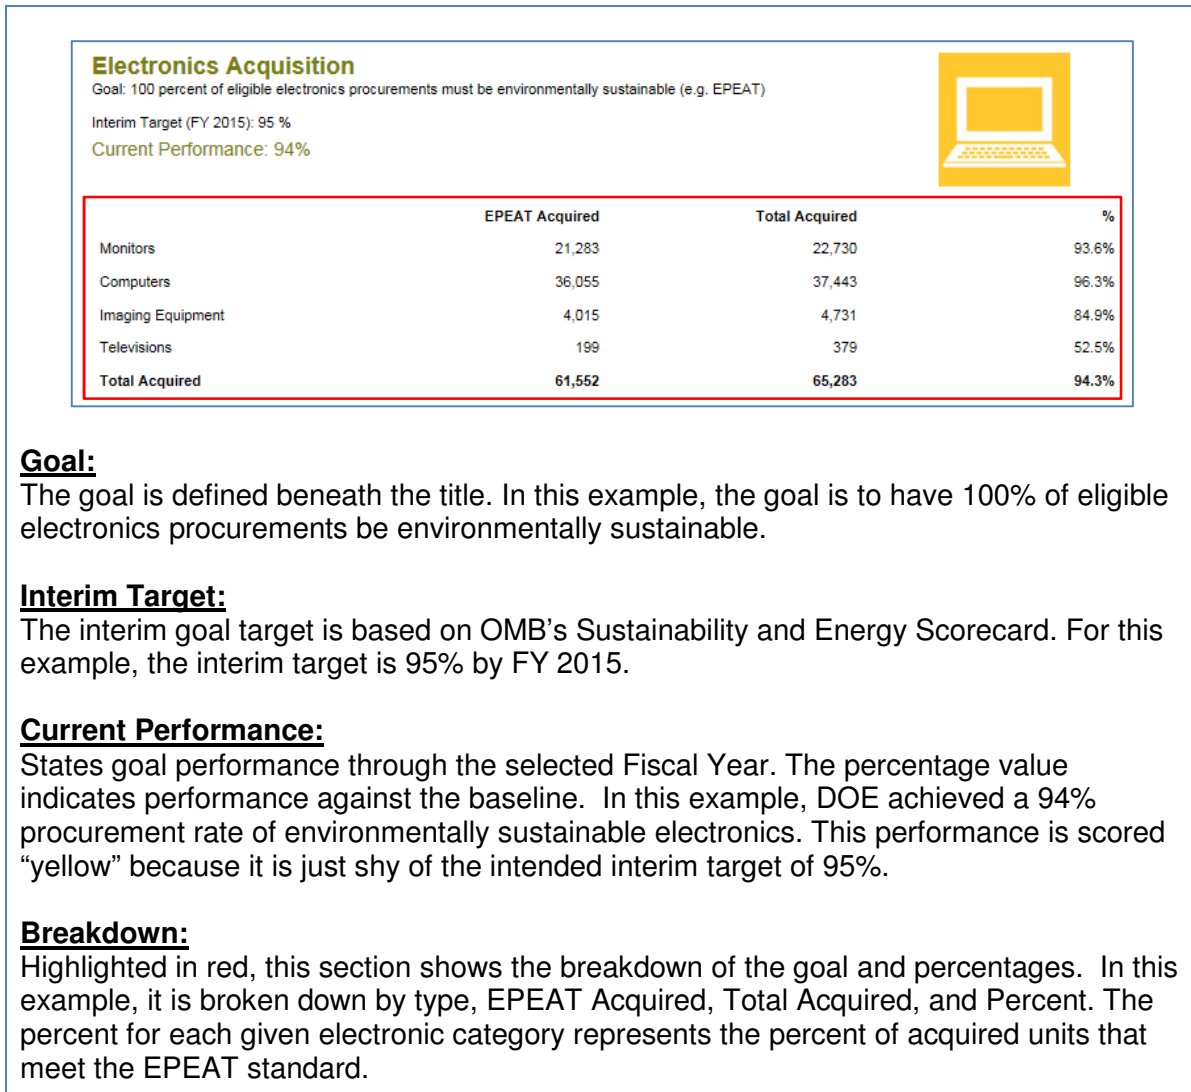 Electronics Acquisition
Goal: 100 percent of eligible electronics procurements must be environmentally sustainable (e.g. EPEAT)
Interim Target (FY 2015): 95 %
Current Performance: 94%
EPEAT Acquired Total Acquired %
Monitors 21,283 22,730 93.6%
Computers 36,055 37,443 96.3%
Imaging Equipment 4,015 4,731 84.9%
Televisions 199 379 52.5%
Total Acquired 61,552 65,283 94.3%
Goal:
The goal is defined beneath the title. In this example, the goal is to have 100% of eligible
electronics procurements be environmentally sustainable.
Interim Target:
The interim goal target is based on OMB’s Sustainability and Energy Scorecard. For this
example, the interim target is 95% by FY 2015.
Current Performance:
States goal performance through the selected Fiscal Year. The percentage value
indicates performance against the baseline.  In this example, DOE achieved a 94%
procurement rate of environmentally sustainable electronics. This performance is scored
“yellow” because it is just shy of the intended interim target of 95%.
Breakdown:
Highlighted in red, this section shows the breakdown of the goal and percentages.  In this
example, it is broken down by type, EPEAT Acquired, Total Acquired, and Percent. The
percent for each given electronic category represents the percent of acquired units that
meet the EPEAT standard.